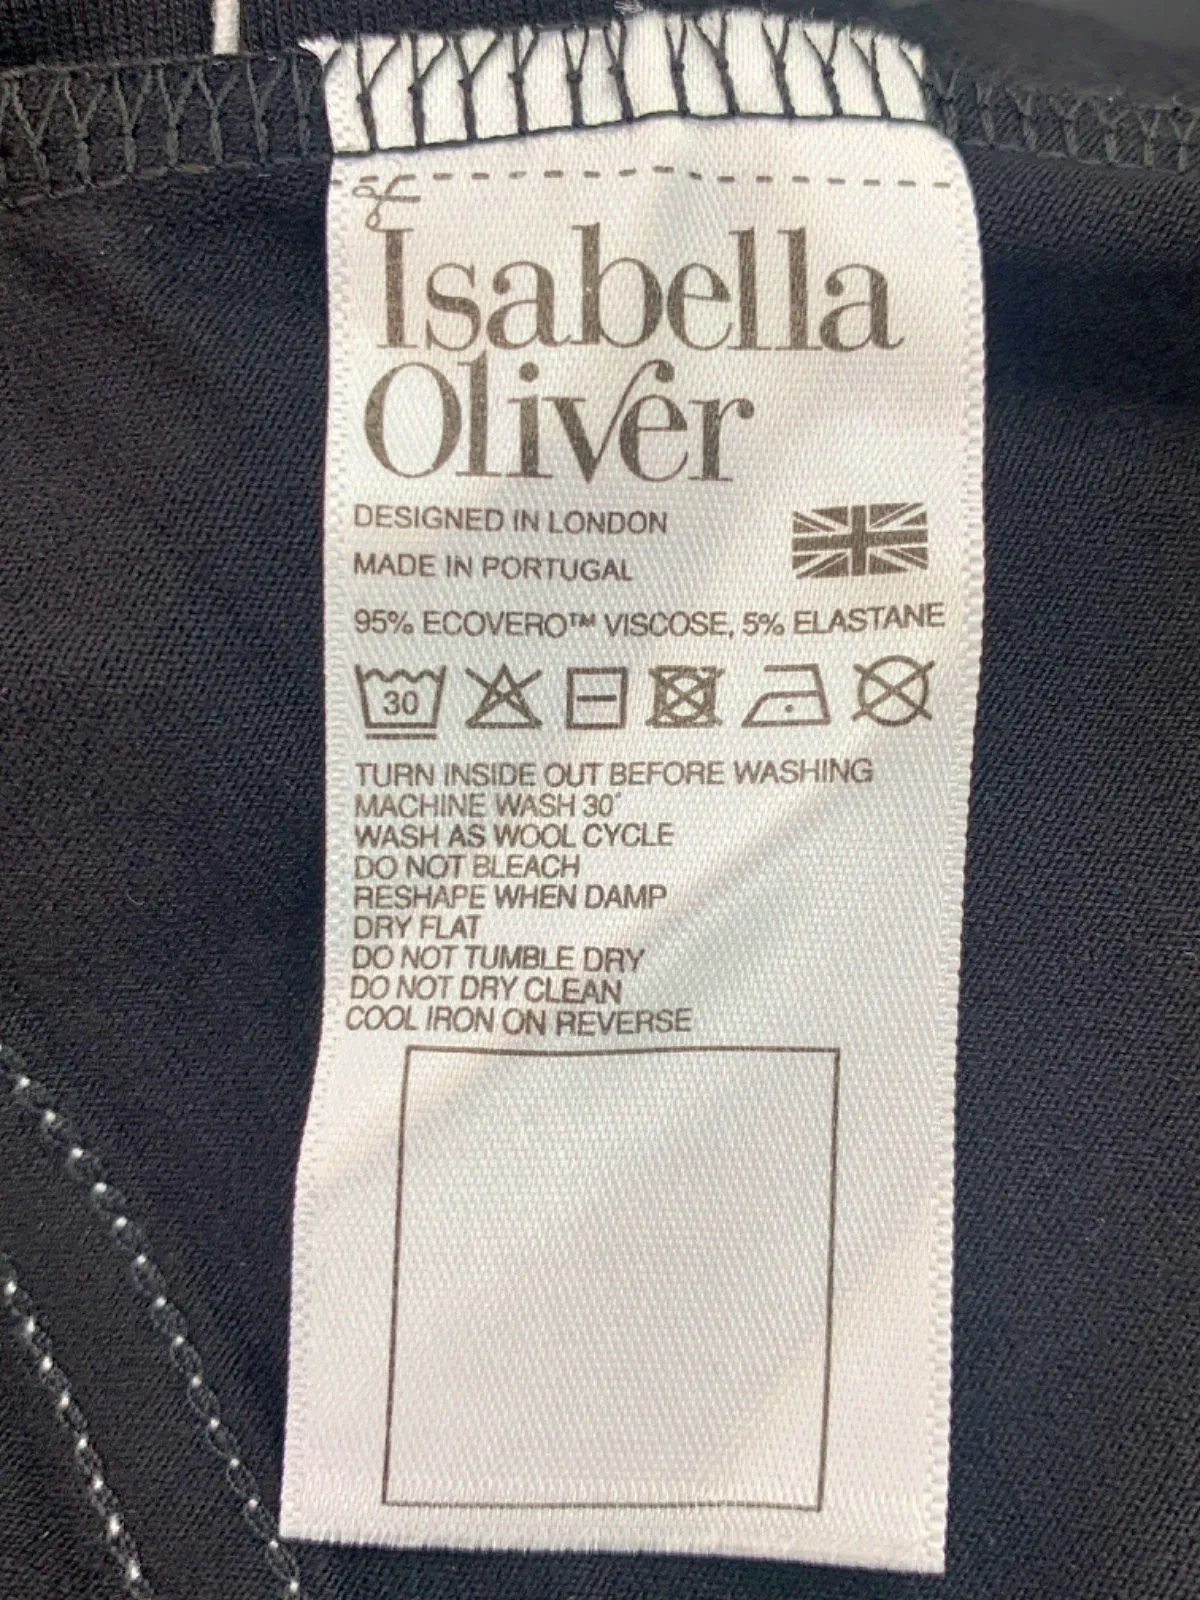 Isabella
Oliver
DESIGNED IN LONDON
MADE IN PORTUGAL
95% ECOVERO™ VISCOSE, 5% ELASTANE
30
TURN INSIDE OUT BEFORE WASHING
MACHINE WASH 30°
WASH AS WOOL CYCLE
DO NOT BLEACH
RESHAPE WHEN DAMP
DRY FLAT
DO NOT TUMBLE DRY
DO NOT DRY CLEAN
COOL IRON ON REVERSE